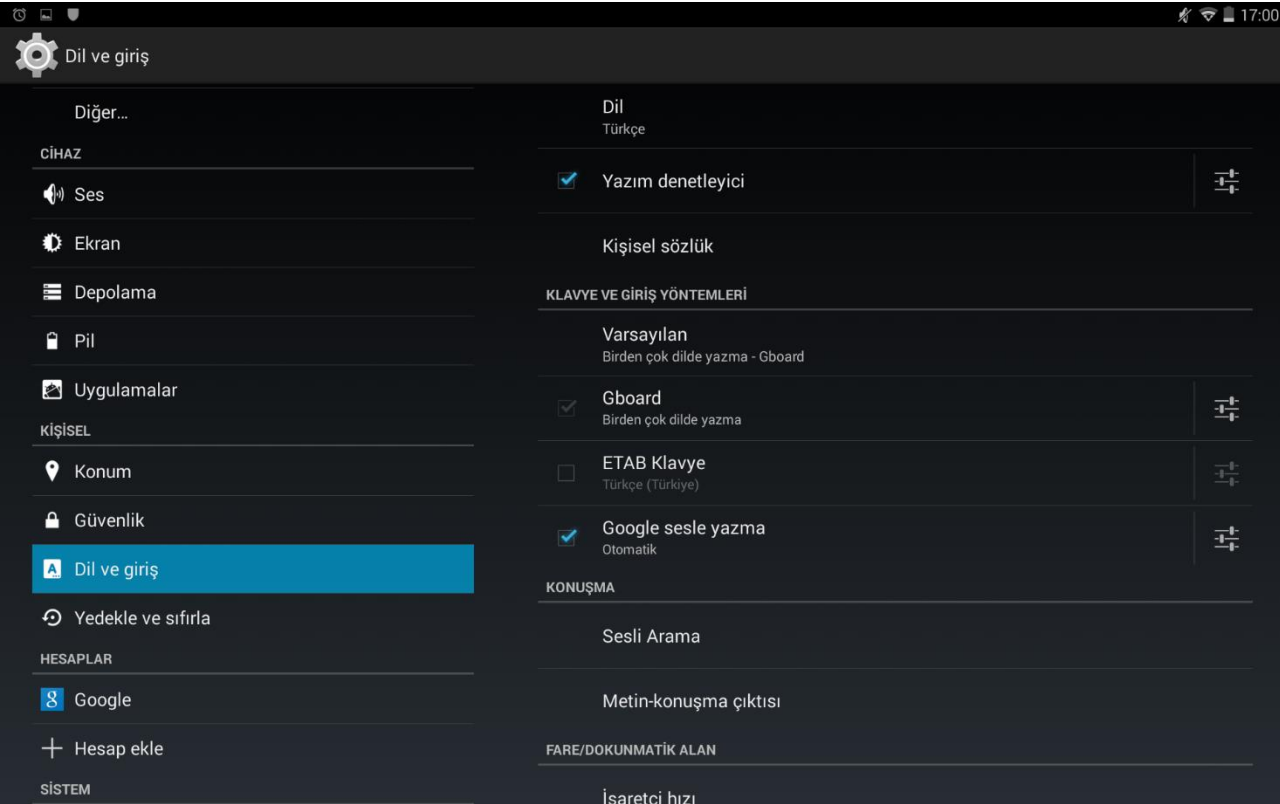 17:00
Dil ve giriş
Diğer...
CİHAZ
Ses
Ekran
Depolama
Pil
Uygulamalar
KİŞİSEL
Konum
Güvenlik
Dil ve giriş
Yedekle ve sıfırla
HESAPLAR
Google
Hesap ekle
SİSTEM
Dil
Türkçe
Yazım denetleyici
Kişisel sözlük
KLAVYE VE GİRİŞ YÖNTEMLERİ
Varsayılan
Birden çok dilde yazma - Gboard
Gboard
Birden çok dilde yazma
ETAB Klavye
Türkçe (Türkiye)
Google sesle yazma
Otomatik
KONUŞMA
Sesli Arama
Metin-konuşma çıktısı
FARE/DOKUNMATİK ALAN
İşaretçi hızı